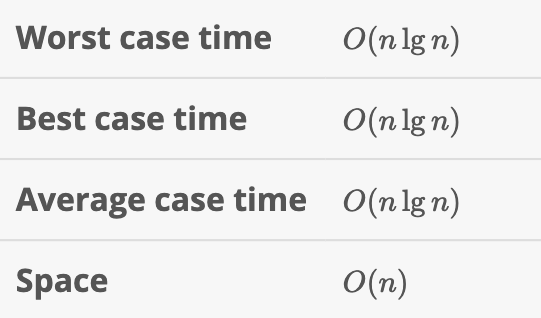 Worst case time O(n lg n)
Best case time O(n lg n)
Average case time O(n lg n)
Space O(n)